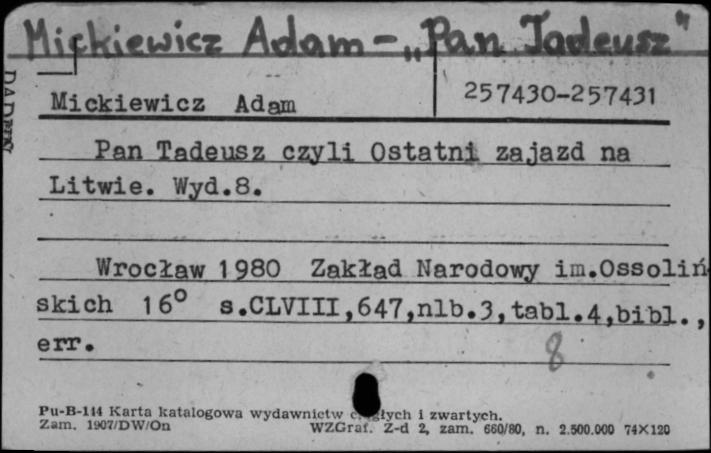 Mickiewicz Adam – „Pan Tadeusz"
Mickiewicz Adam
257430-257431
Pan Tadeusz czyli Ostatni zajazd na
Litwie. Wyd.8.
Wrocław 1980 Zakład Narodowy im.Ossoliń
skich 16° s.CLVIII,647,nlb.3,tabl.4,bibl.,
err.
8
Pu-B-114 Karta katalogowa wydawnictw i zwartych.
Zam. 1907/DW/On WZGraf. Z-d 2, zam. 660/80, n. 2.500.000 74×120